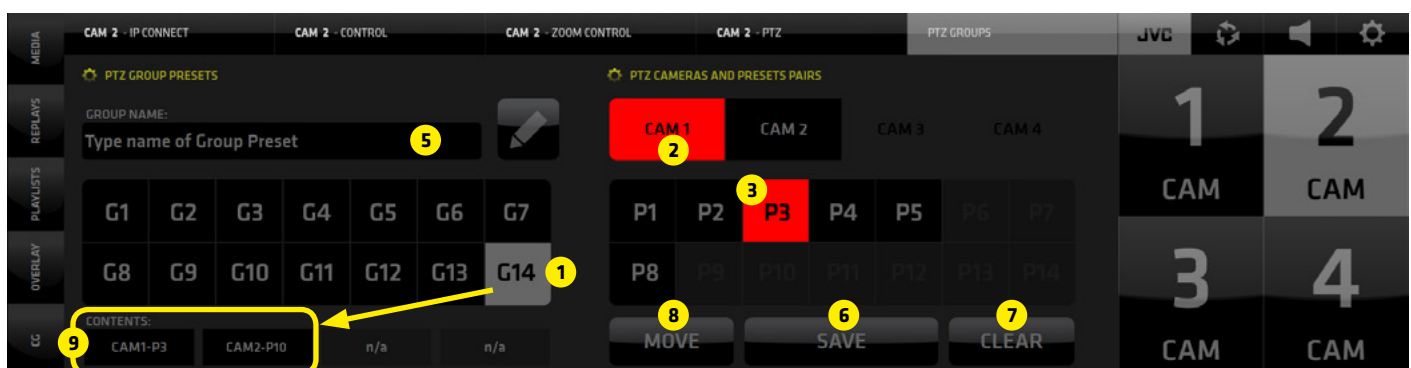 CAM 2 - IP CONNECT CAM 2 - CONTROL CAM 2 - ZOOM CONTROL CAM 2 - PTZ PTZ GROUPS JVC
MEDIA
REPLAYS
PLAYLISTS
OVERLAY
CG
PTZ GROUP PRESETS
GROUP NAME:
Type name of Group Preset 5
G1 G2 G3 G4 G5 G6 G7
G8 G9 G10 G11 G12 G13 G14 1
CONTENTS:
9 CAM1-P3 CAM2-P10 n/a n/a
PTZ CAMERAS AND PRESETS PAIRS
CAM 1 CAM 2 CAM 3 CAM 4
2
3
P1 P2 P3 P4 P5 P6 P7
P8 P9 P10 P11 P12 P13 P14
8 6 7
MOVE SAVE CLEAR
1 2
CAM CAM
3 4
CAM CAM